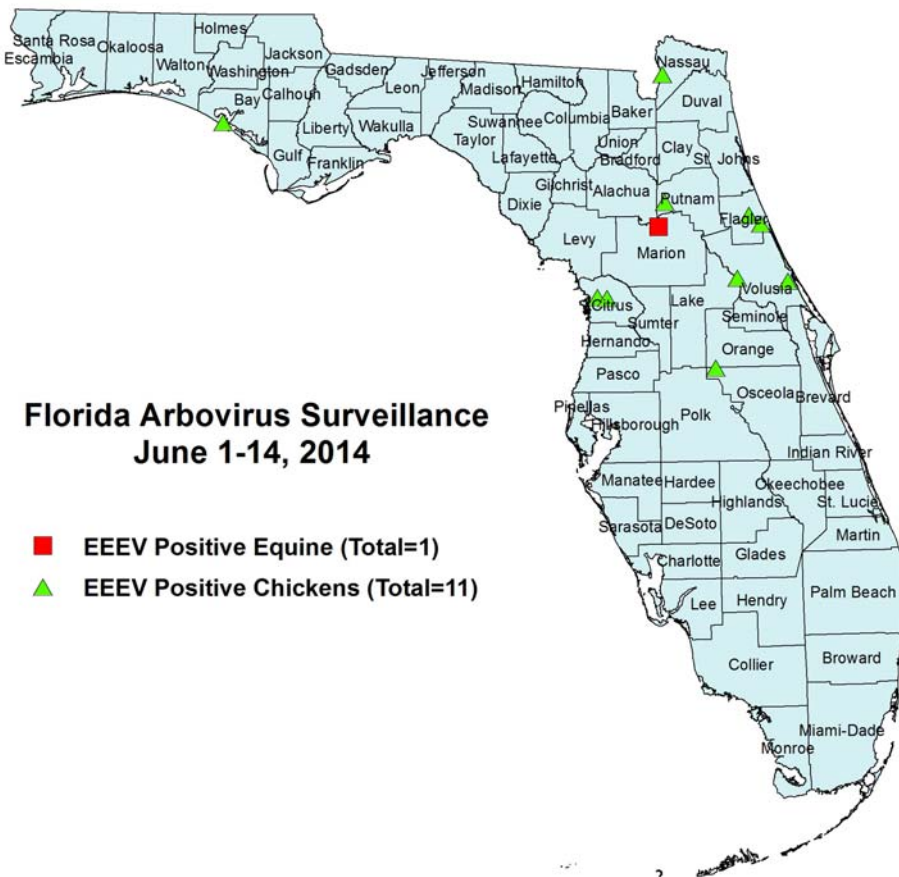 Holmes
Santa Rosa
Okaloosa
Jackson
Escambia
Walton
Washington
Gadsden
Jefferson
Hamilton
Nassau
Bay
Calhoun
Leon
Madison
Baker
Duval
Liberty
Wakulla
Suwannee
Columbia
Taylor
Union
Clay
Gulf
Franklin
Lafayette
Bradford
St. Johns
Gilchrist
Alachua
Putnam
Dixie
Flagler
Levy
Marion
Citrus
Lake
Volusia
Sumter
Seminole
Hernando
Orange
Pasco
Osceola
Brevard
Florida Arbovirus Surveillance
June 1-14, 2014
Pinellas
Hillsborough
Polk
Indian River
Manatee
Hardee
Highlands
Okeechobee
St. Lucie
Sarasota
DeSoto
Martin
EEEV Positive Equine (Total=1)
Charlotte
Glades
EEEV Positive Chickens (Total=11)
Lee
Hendry
Palm Beach
Collier
Broward
Monroe
Miami-Dade
2